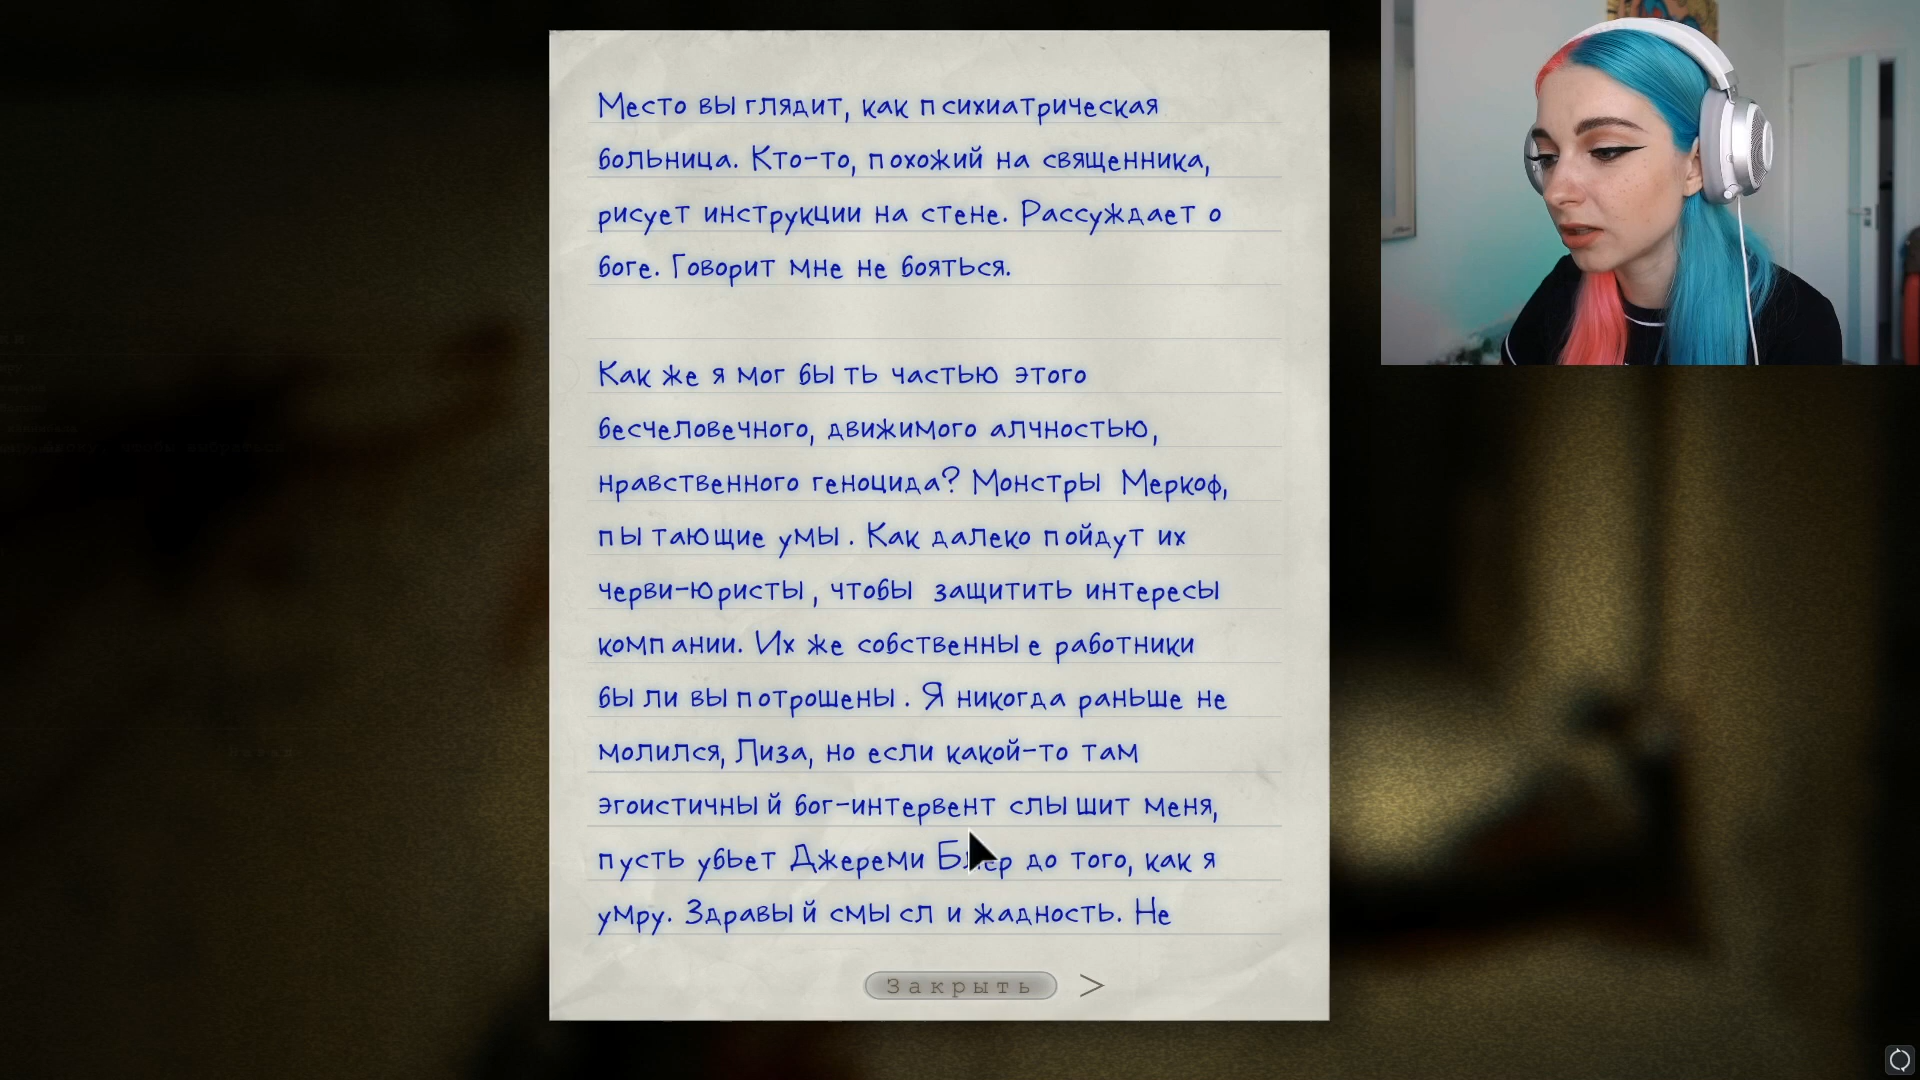 Место выглядит, как психиатрическая
больница. Кто-то, похожий на священника,
рисует инструкции на стене. Рассуждает о
боге. Говорит мне не бояться.
Как же я мог быть частью этого
бесчеловечного, движимого алчностью,
нравственного геноцида? Монстры Меркоф,
пытающие умы. Как далеко пойдут их
черви-юристы, чтобы защитить интересы
компании. Их же собственные работники
были выпотрошены. Я никогда раньше не
молился, Лиза, но если какой-то там
эгоистичный бог-интервент слышит меня,
пусть убьет Джереми до того, как я
умру. Здравый смысл и жадность. Не
Закрыть >